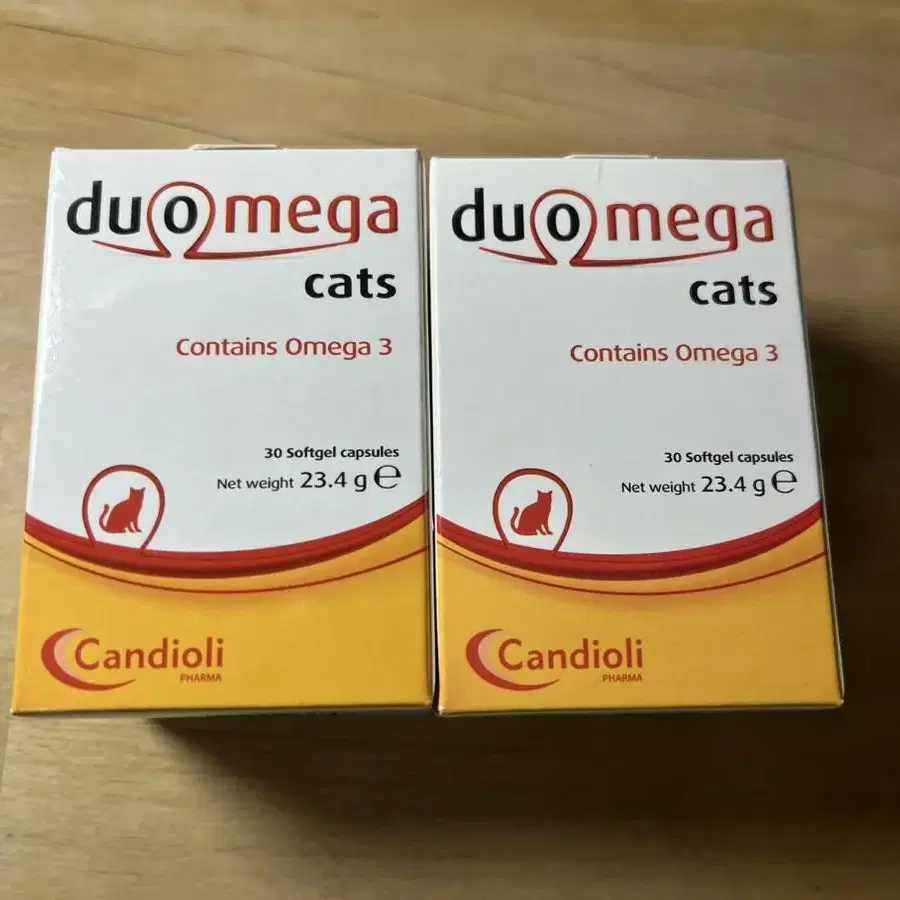 duomega
cats
Contains Omega 3
30 Softgel capsules
Net weight 23.4 g ℮
Candioli
PHARMA
duomega
cats
Contains Omega 3
30 Softgel capsules
Net weight 23.4 g ℮
Candioli
PHARMA